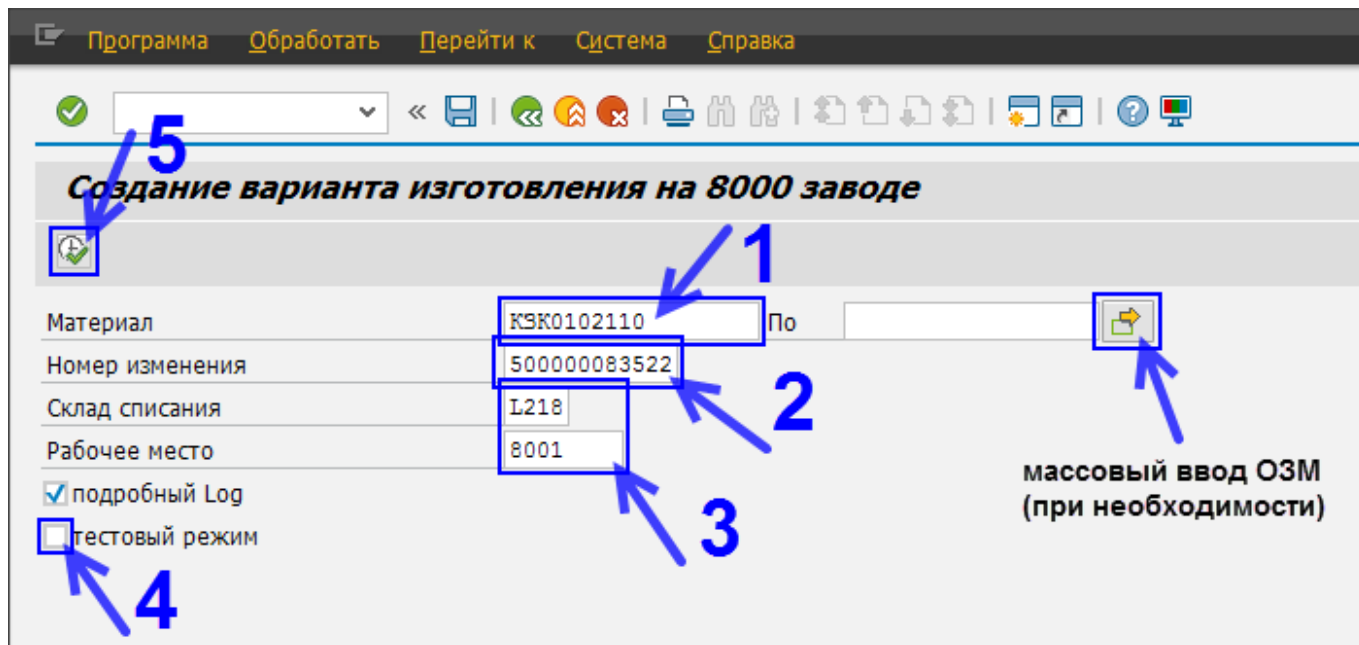 Программа Обработать Перейти к Система Справка
5
Создание варианта изготовления на 8000 заводе
1
Материал КЗК0102110 По
Номер изменения 500000083522
2
Склад списания L218
Рабочее место 8001
массовый ввод ОЗМ
(при необходимости)
подробный Log
3
тестовый режим
4